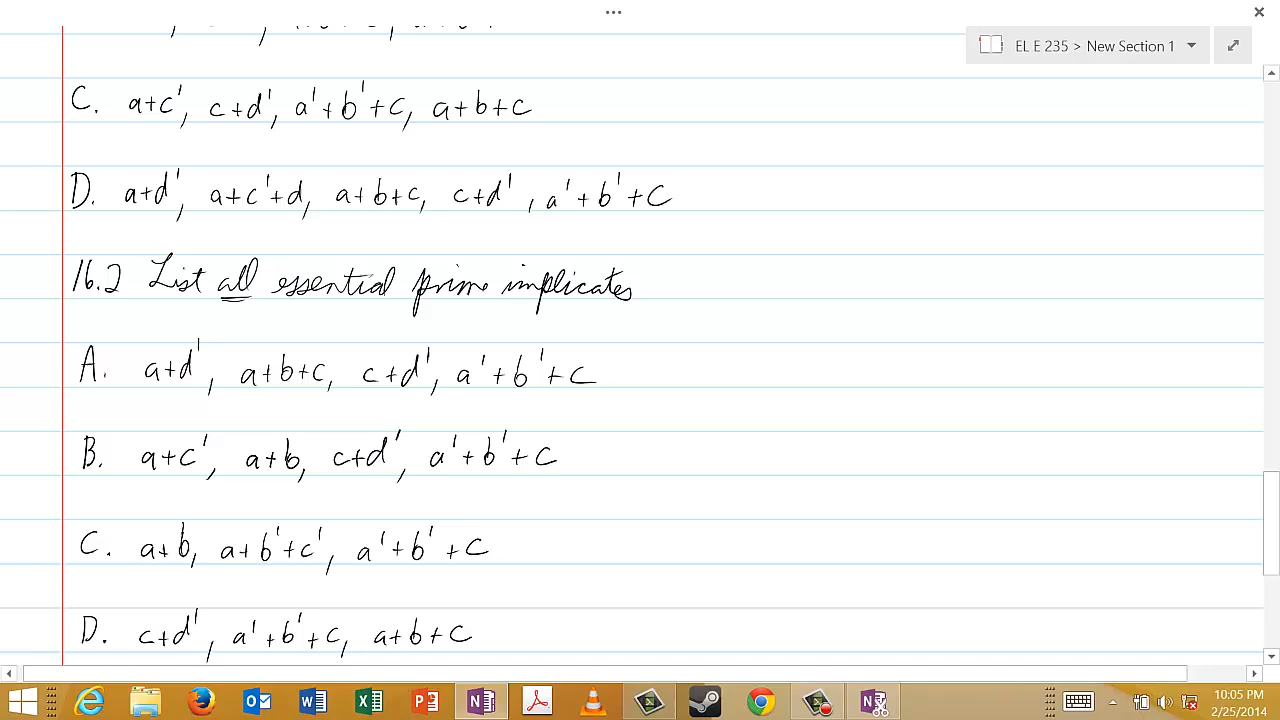 EL E 235 > New Section 1
C. a+c', c+d', a'+b'+c, a+b+c
D. a+d', a+c'+d, a+b+c, c+d', a'+b'+c
16.2 List all essential prime implicates
A. a+d', a+b+c, c+d', a'+b'+c
B. a+c', a+b, c+d', a'+b'+c
C. a+b, a+b'+c', a'+b'+c
D. c+d', a'+b'+c, a+b+c
10:05 PM
2/25/2014